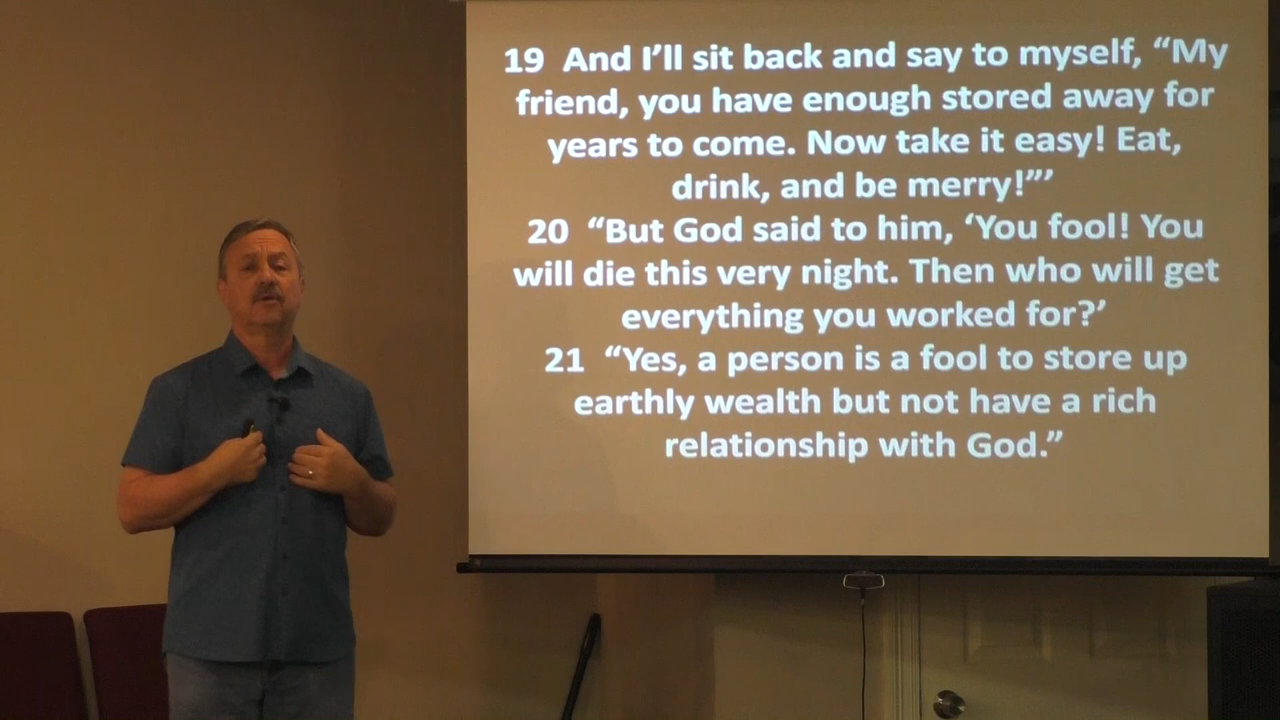 19  And I’ll sit back and say to myself, “My
friend, you have enough stored away for
years to come. Now take it easy! Eat,
drink, and be merry!”’
20  “But God said to him, ‘You fool! You
will die this very night. Then who will get
everything you worked for?’
21  “Yes, a person is a fool to store up
earthly wealth but not have a rich
relationship with God.”